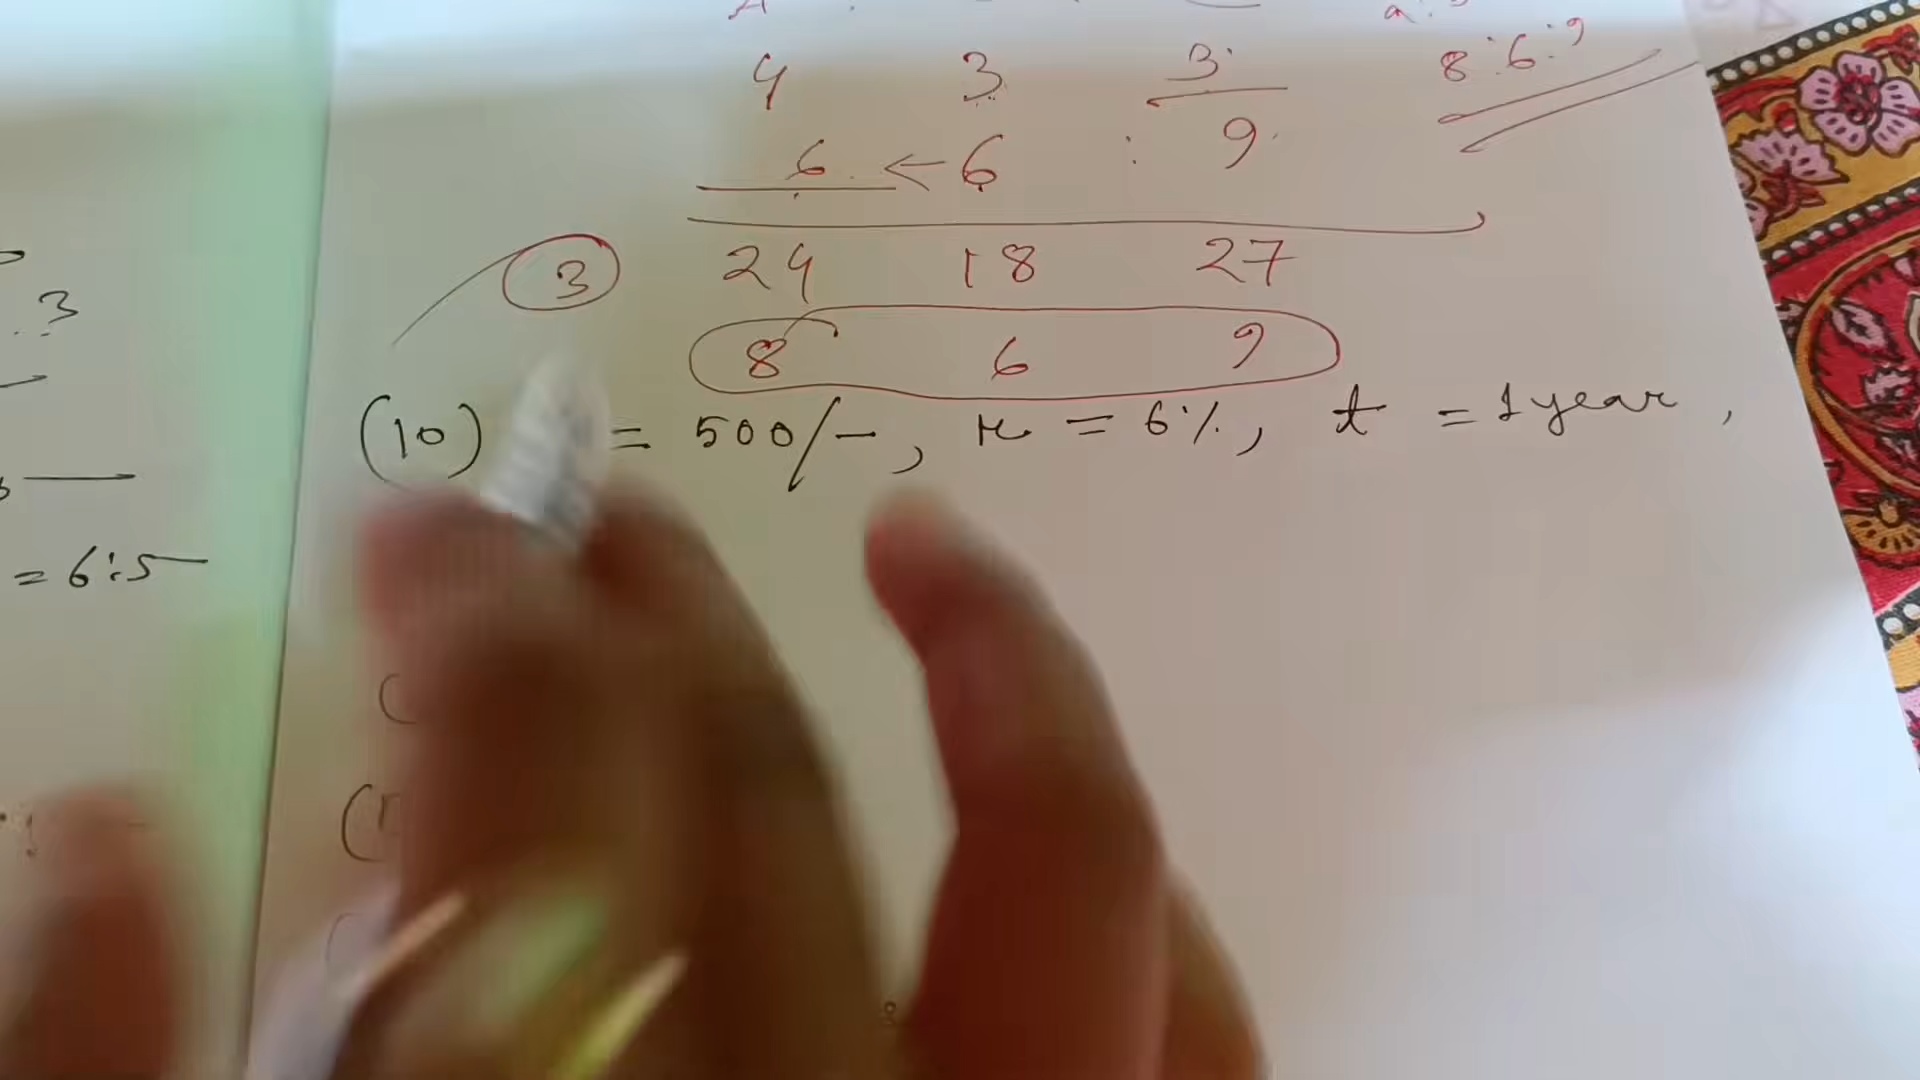 4 3 3 8:6:9
6 ← 6 : 9
3 24 18 27
8 6 9
(10) = 500/-, r = 6%, t = 1 year,
3
= 6:5